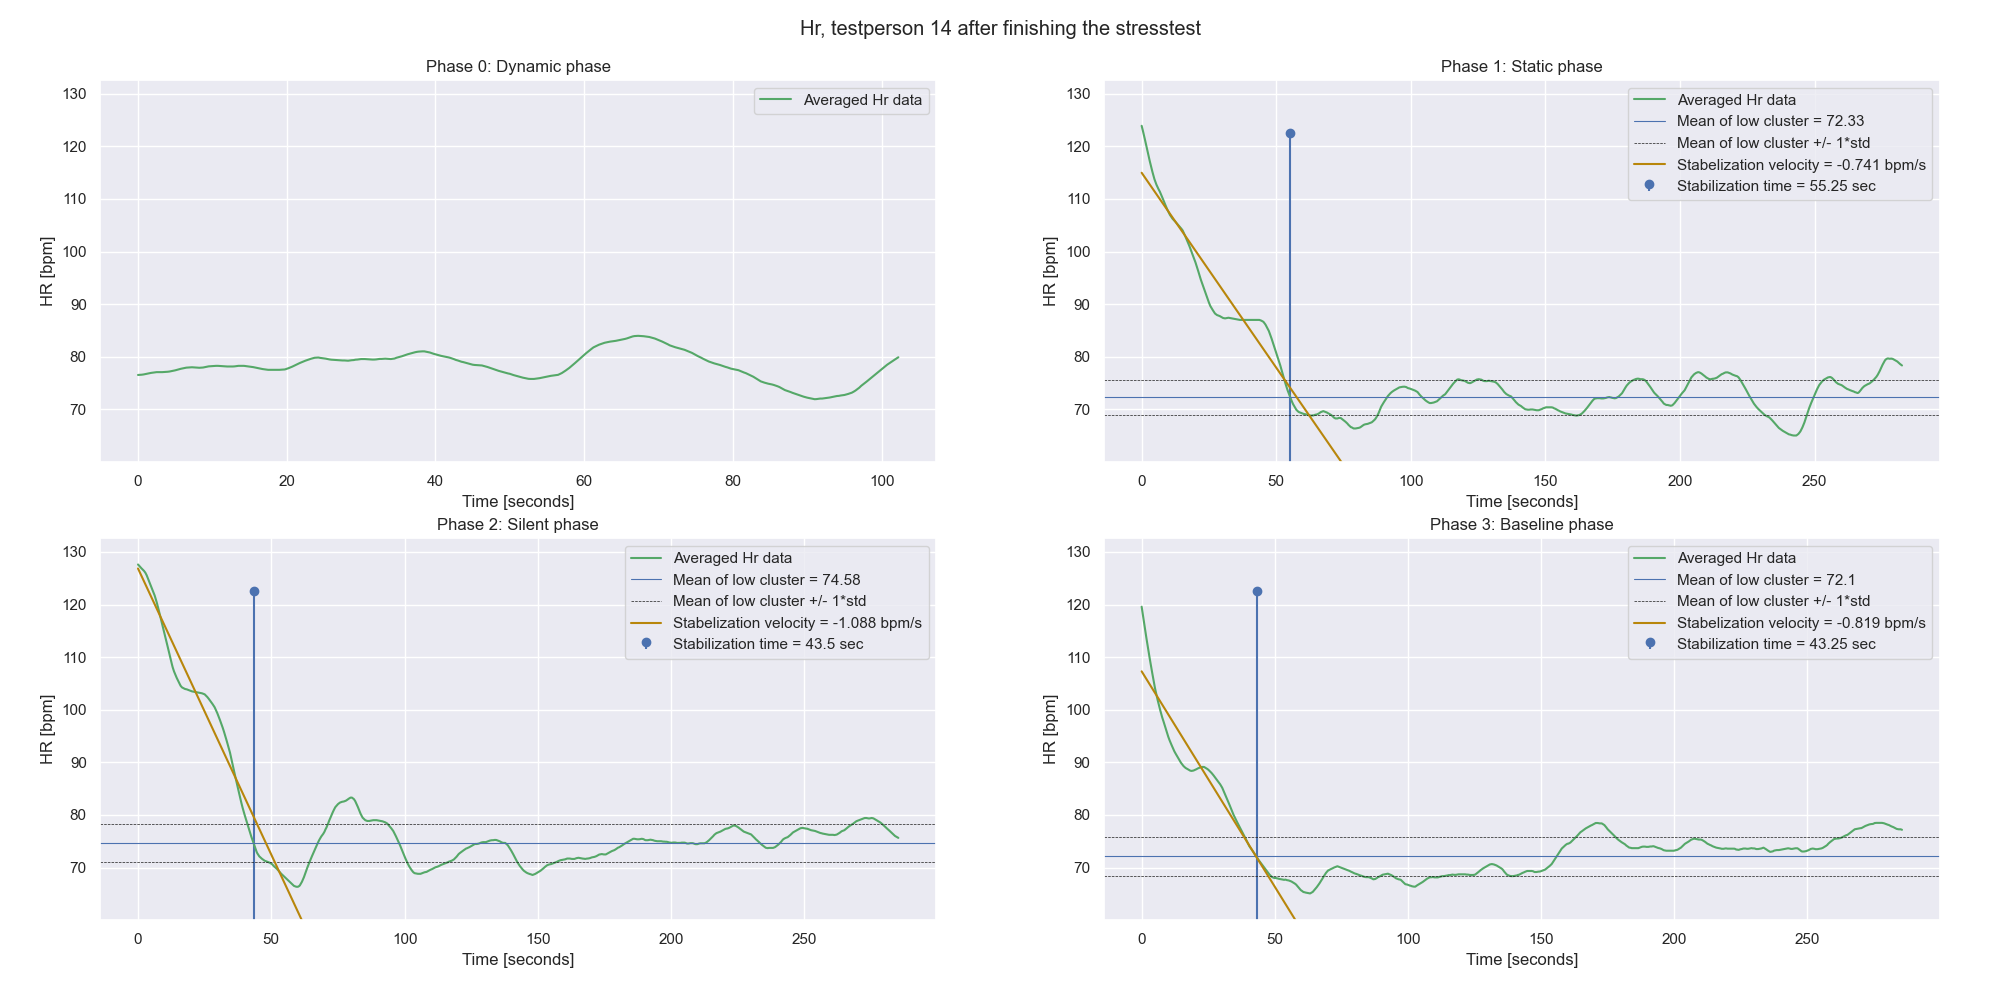 Hr, testperson 14 after finishing the stresstest
Phase 0: Dynamic phase
130
120
110
100
90
80
70
HR [bpm]
0 20 40 60 80 100
Time [seconds]
Averaged Hr data
Phase 1: Static phase
130
120
110
100
90
80
70
HR [bpm]
0 50 100 150 200 250
Time [seconds]
Averaged Hr data
Mean of low cluster = 72.33
Mean of low cluster +/- 1*std
Stabelization velocity = -0.741 bpm/s
Stabilization time = 55.25 sec
Phase 2: Silent phase
130
120
110
100
90
80
70
HR [bpm]
0 50 100 150 200 250
Time [seconds]
Averaged Hr data
Mean of low cluster = 74.58
Mean of low cluster +/- 1*std
Stabelization velocity = -1.088 bpm/s
Stabilization time = 43.5 sec
Phase 3: Baseline phase
130
120
110
100
90
80
70
HR [bpm]
0 50 100 150 200 250
Time [seconds]
Averaged Hr data
Mean of low cluster = 72.1
Mean of low cluster +/- 1*std
Stabelization velocity = -0.819 bpm/s
Stabilization time = 43.25 sec